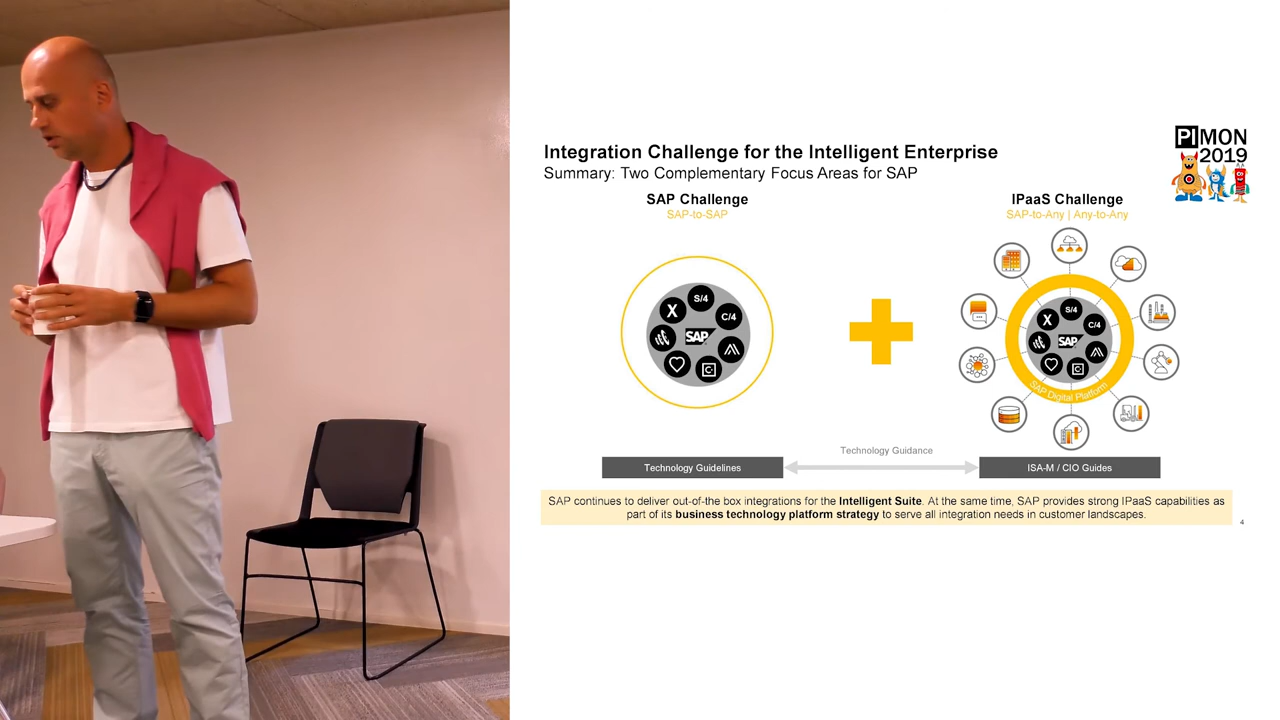 PI MON
2019
Integration Challenge for the Intelligent Enterprise
Summary: Two Complementary Focus Areas for SAP
SAP Challenge
SAP-to-SAP
S/4
X
C/4
SAP
C
IPaaS Challenge
SAP-to-Any | Any-to-Any
S/4
X
C/4
SAP
C
SAP Digital Platform
Technology Guidance
Technology Guidelines
ISA-M / CIO Guides
SAP continues to deliver out-of-the box integrations for the Intelligent Suite. At the same time, SAP provides strong IPaaS capabilities as
part of its business technology platform strategy to serve all integration needs in customer landscapes.
4